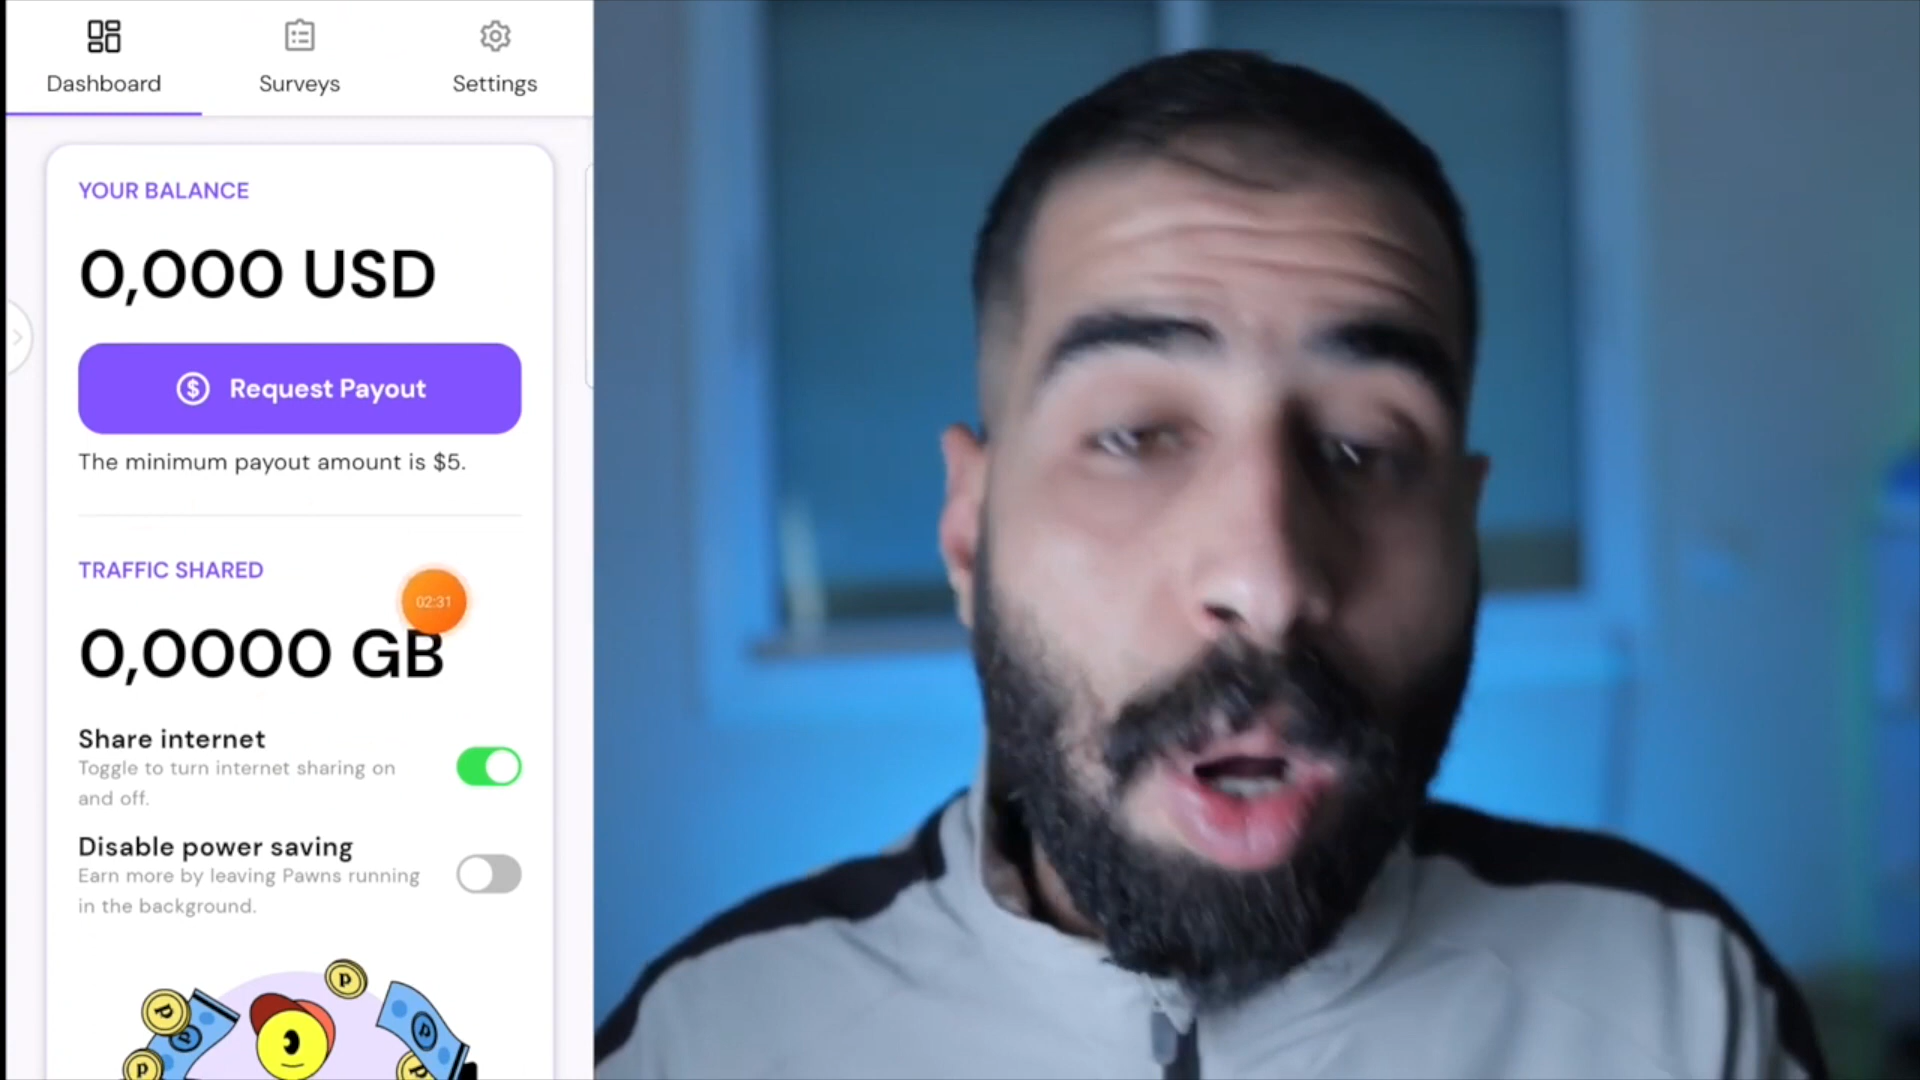 Dashboard
Surveys
Settings
YOUR BALANCE
0,000 USD
Request Payout
The minimum payout amount is $5.
TRAFFIC SHARED
02:31
0,0000 GB
Share internet
Toggle to turn internet sharing on
and off.
Disable power saving
Earn more by leaving Pawns running
in the background.